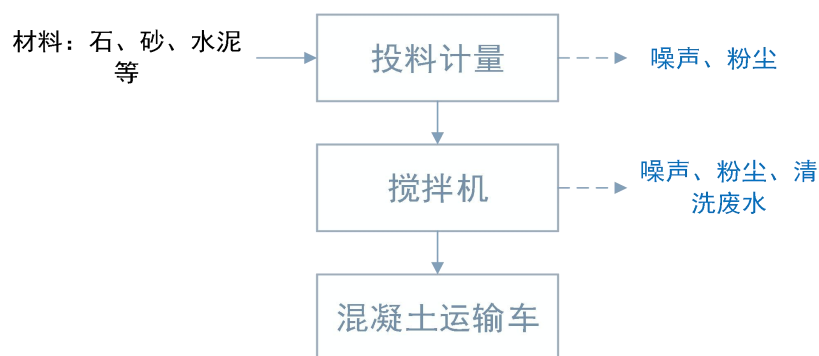 材料：石、砂、水泥
等
投料计量
噪声、粉尘
搅拌机
噪声、粉尘、清
洗废水
混凝土运输车